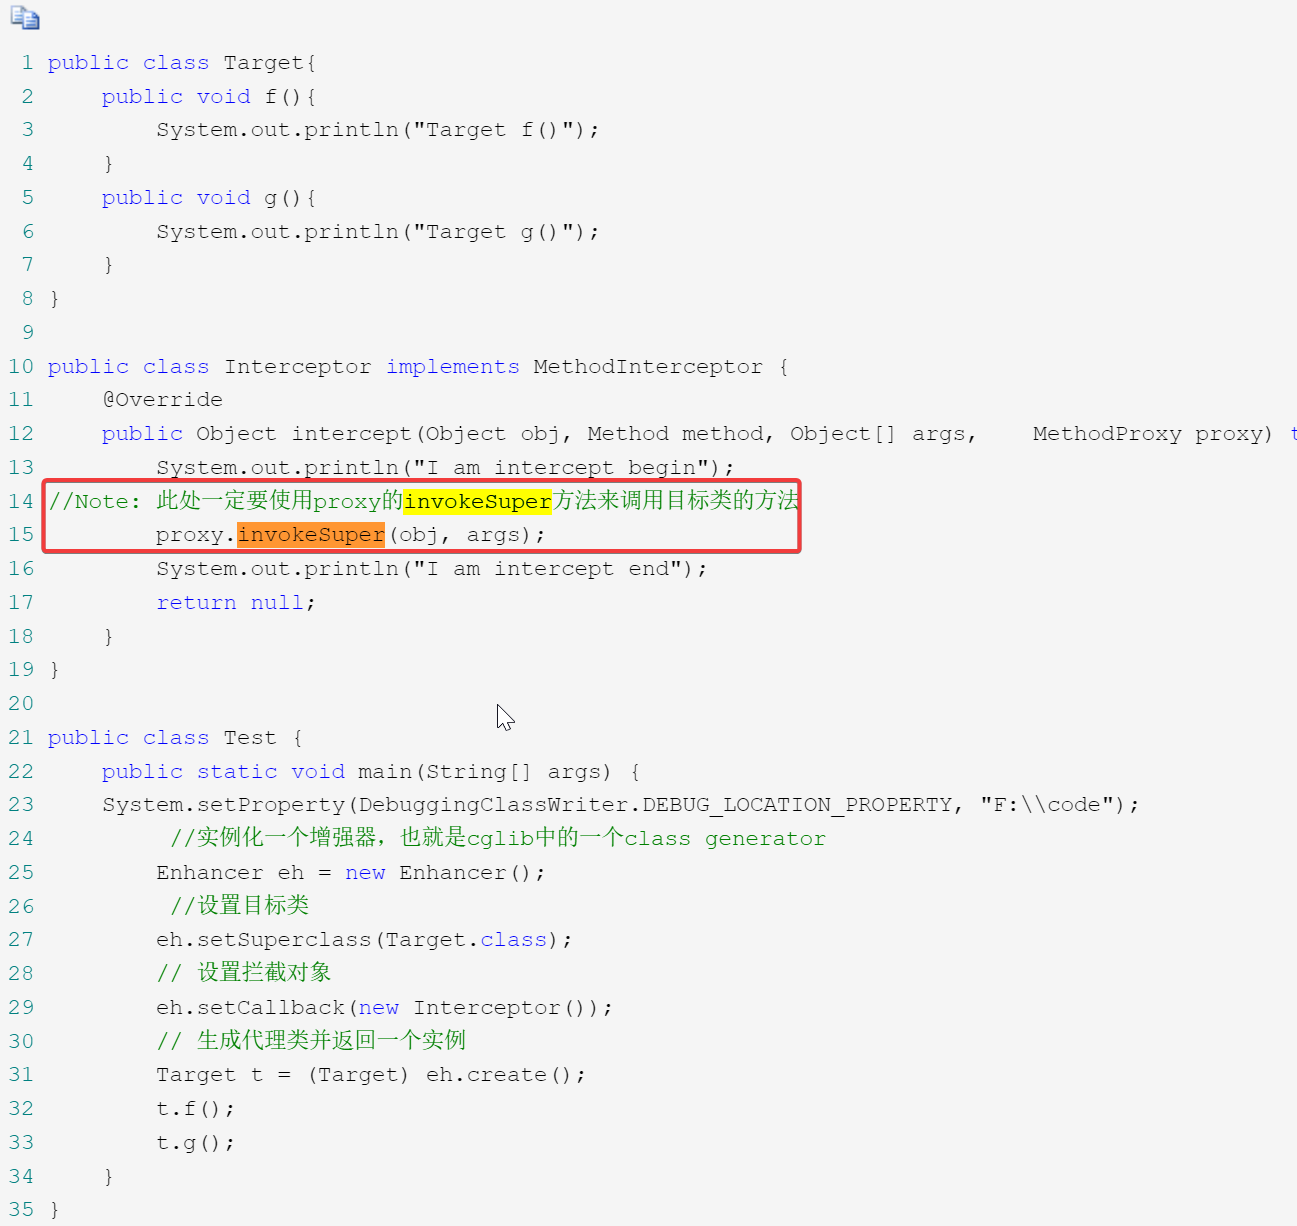 1 public class Target{
2     public void f(){
3         System.out.println("Target f()");
4     }
5     public void g(){
6         System.out.println("Target g()");
7     }
8 }
9
10 public class Interceptor implements MethodInterceptor {
11     @Override
12     public Object intercept(Object obj, Method method, Object[] args,    MethodProxy proxy) t
13         System.out.println("I am intercept begin");
14 //Note: 此处一定要使用proxy的invokeSuper方法来调用目标类的方法
15         proxy.invokeSuper(obj, args);
16         System.out.println("I am intercept end");
17         return null;
18     }
19 }
20
21 public class Test {
22     public static void main(String[] args) {
23     System.setProperty(DebuggingClassWriter.DEBUG_LOCATION_PROPERTY, "F:\\code");
24          //实例化一个增强器，也就是cglib中的一个class generator
25         Enhancer eh = new Enhancer();
26          //设置目标类
27         eh.setSuperclass(Target.class);
28         // 设置拦截对象
29         eh.setCallback(new Interceptor());
30         // 生成代理类并返回一个实例
31         Target t = (Target) eh.create();
32         t.f();
33         t.g();
34     }
35 }